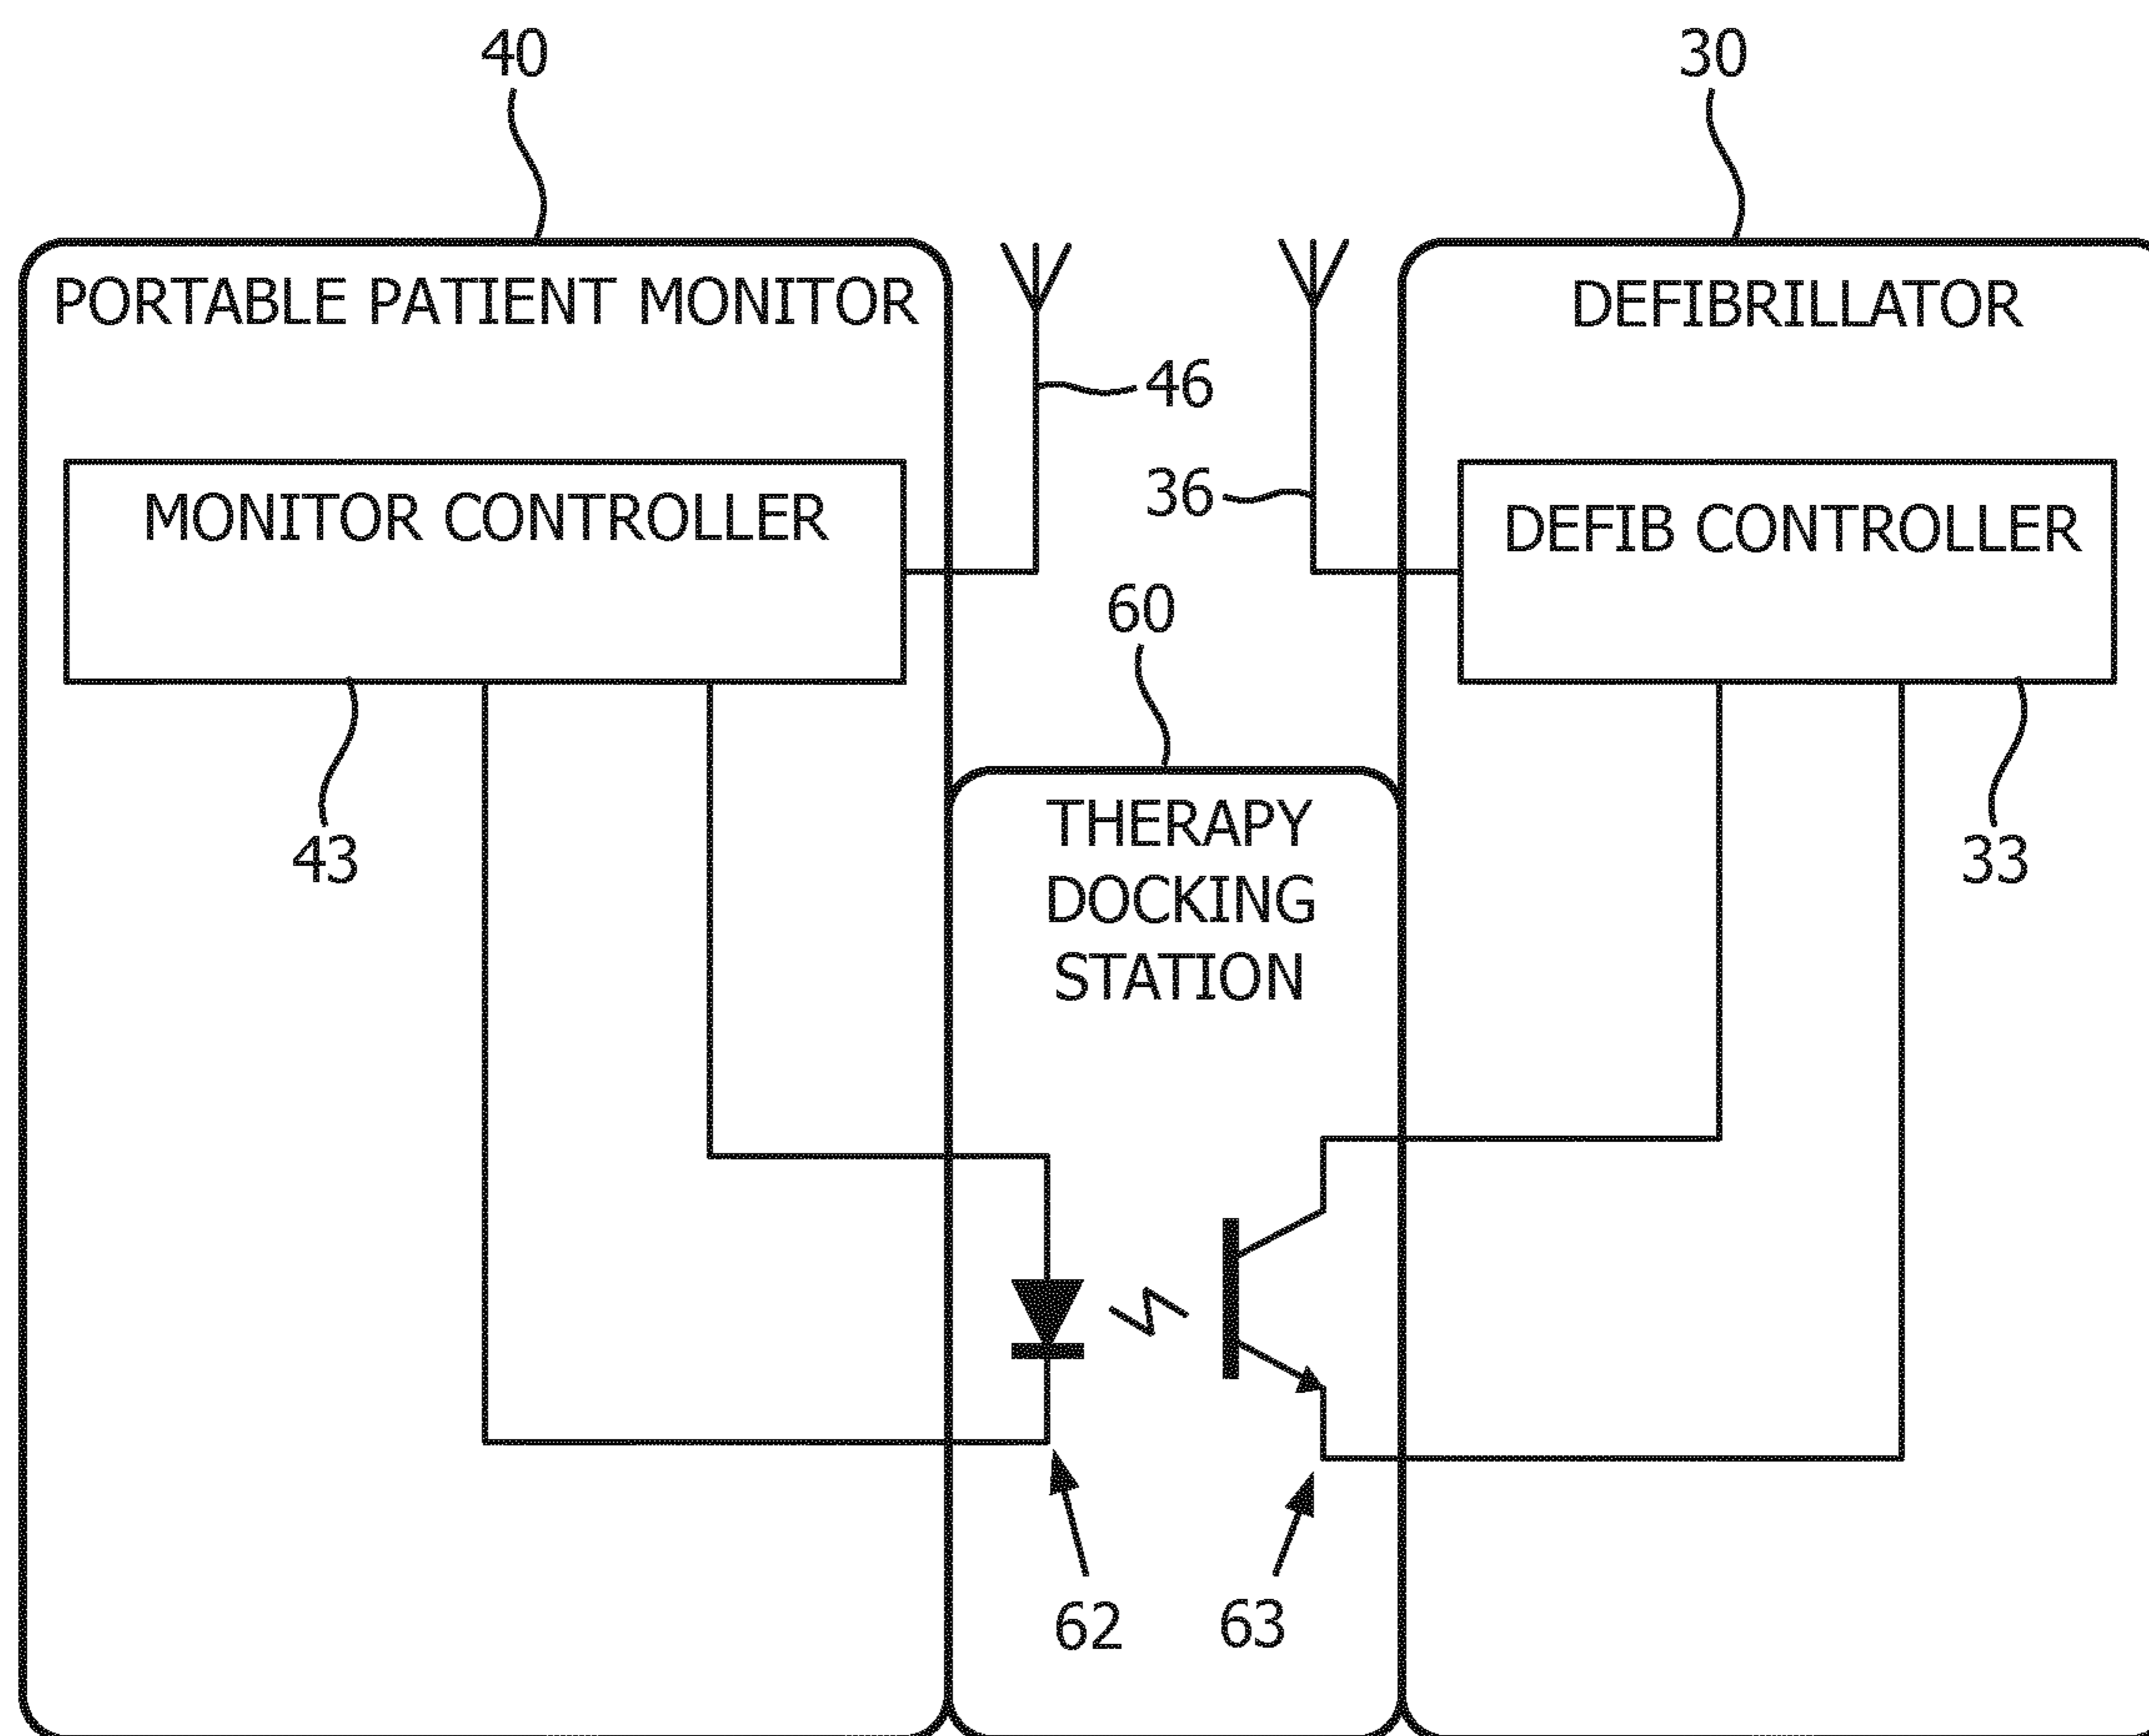 40
30
PORTABLE PATIENT MONITOR
DEFIBRILLATOR
46
36
MONITOR CONTROLLER
DEFIB CONTROLLER
60
43
33
THERAPY
DOCKING
STATION
62
63